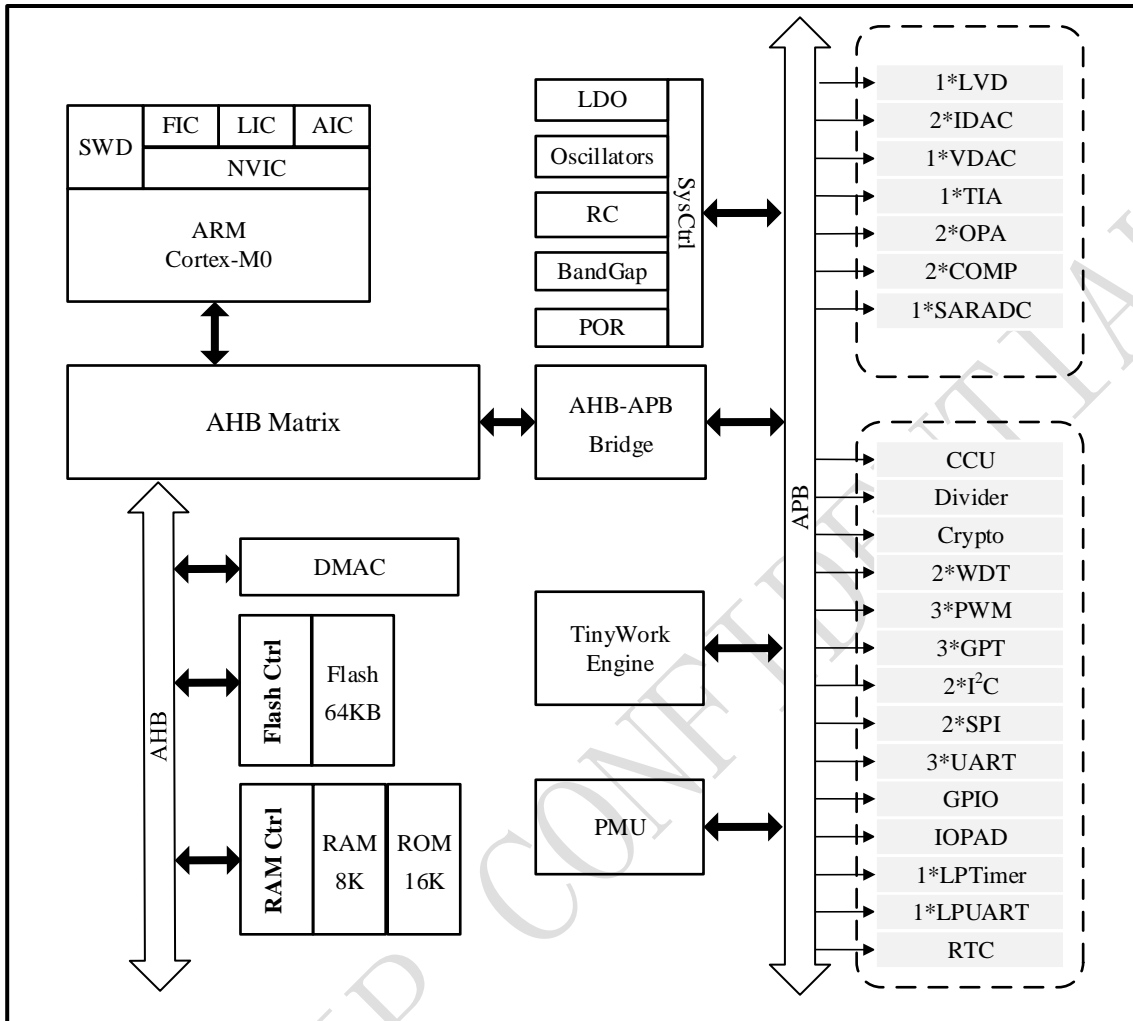 SWD
FIC
LIC
AIC
NVIC
ARM
Cortex-M0
LDO
Oscillators
RC
BandGap
POR
SysCtrl
AHB Matrix
AHB-APB
Bridge
AHB
DMAC
Flash Ctrl
Flash
64KB
RAM Ctrl
RAM
8K
ROM
16K
TinyWork
Engine
PMU
APB
1*LVD
2*IDAC
1*VDAC
1*TIA
2*OPA
2*COMP
1*SARADC
CCU
Divider
Crypto
2*WDT
3*PWM
3*GPT
2*I²C
2*SPI
3*UART
GPIO
IOPAD
1*LPTimer
1*LPUART
RTC